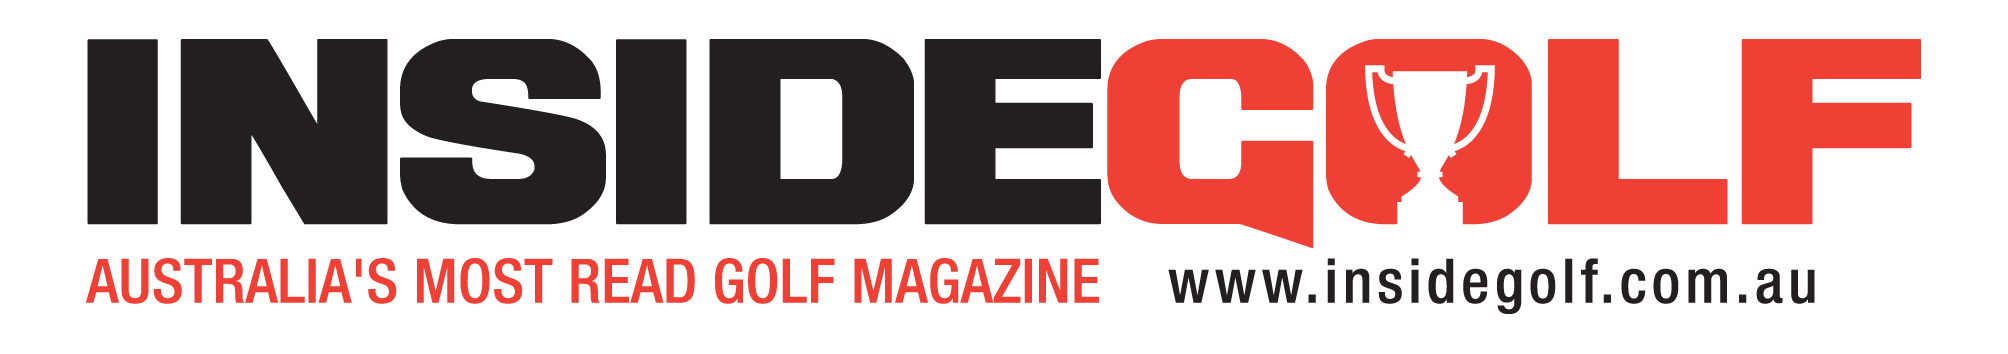 INSIDEGOLF
AUSTRALIA'S MOST READ GOLF MAGAZINE
www.insidegolf.com.au